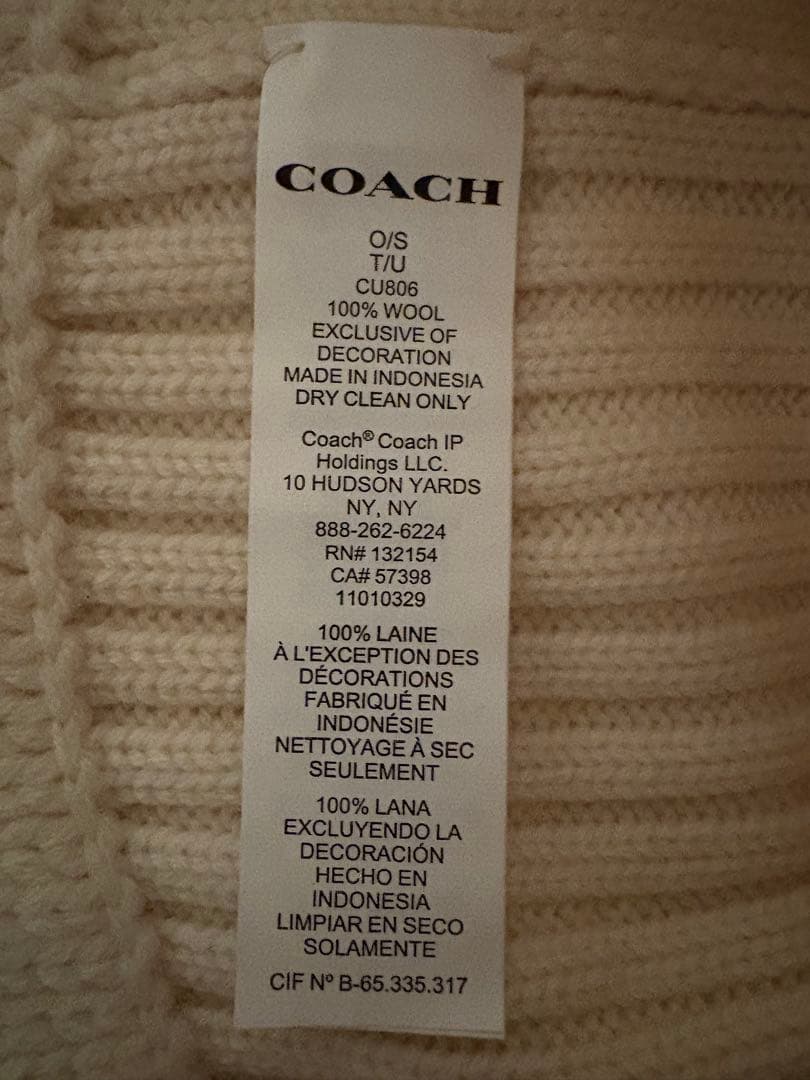 COACH
O/S
T/U
CU806
100% WOOL
EXCLUSIVE OF
DECORATION
MADE IN INDONESIA
DRY CLEAN ONLY
Coach® Coach IP
Holdings LLC.
10 HUDSON YARDS
NY, NY
888-262-6224
RN# 132154
CA# 57398
11010329
100% LAINE
À L'EXCEPTION DES
DÉCORATIONS
FABRIQUÉ EN
INDONÉSIE
NETTOYAGE À SEC
SEULEMENT
100% LANA
EXCLUYENDO LA
DECORACIÓN
HECHO EN
INDONESIA
LIMPIAR EN SECO
SOLAMENTE
CIF Nº B-65.335.317